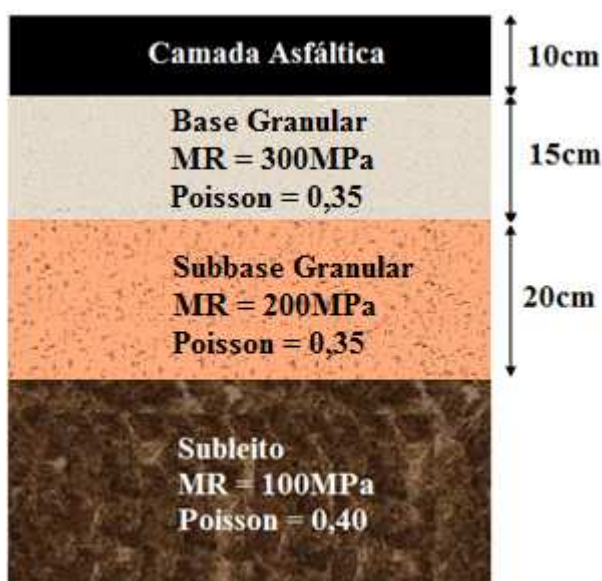 Camada Asfáltica
10cm
Base Granular
MR = 300MPa
Poisson = 0,35
15cm
Subbase Granular
MR = 200MPa
Poisson = 0,35
20cm
Subleito
MR = 100MPa
Poisson = 0,40